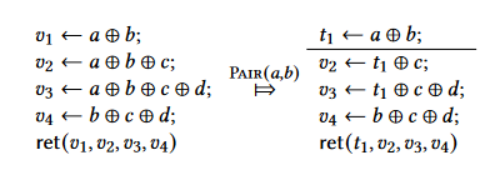 v₁ ← a ⊕ b;
v₂ ← a ⊕ b ⊕ c;
v₃ ← a ⊕ b ⊕ c ⊕ d;
v₄ ← b ⊕ c ⊕ d;
ret(v₁, v₂, v₃, v₄)
PAIR(a,b)
⤇
t₁ ← a ⊕ b;
v₂ ← t₁ ⊕ c;
v₃ ← t₁ ⊕ c ⊕ d;
v₄ ← b ⊕ c ⊕ d;
ret(t₁, v₂, v₃, v₄)